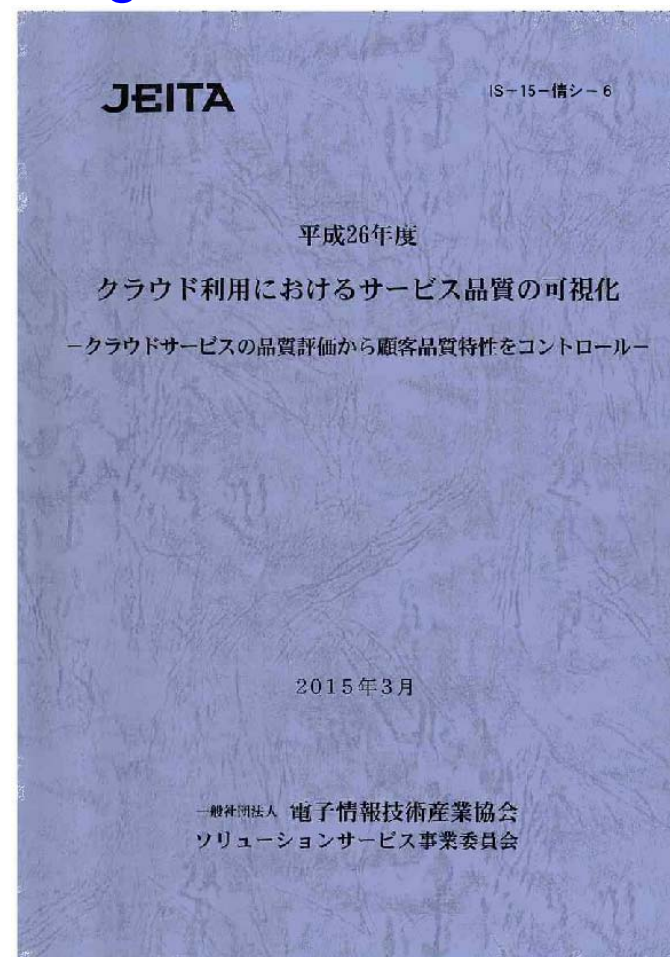 JEITA
IS-15-情シ-6
平成26年度
クラウド利用におけるサービス品質の可視化
-クラウドサービスの品質評価から顧客品質特性をコントロール-
2015年3月
一般社団法人 電子情報技術産業協会
ソリューションサービス事業委員会